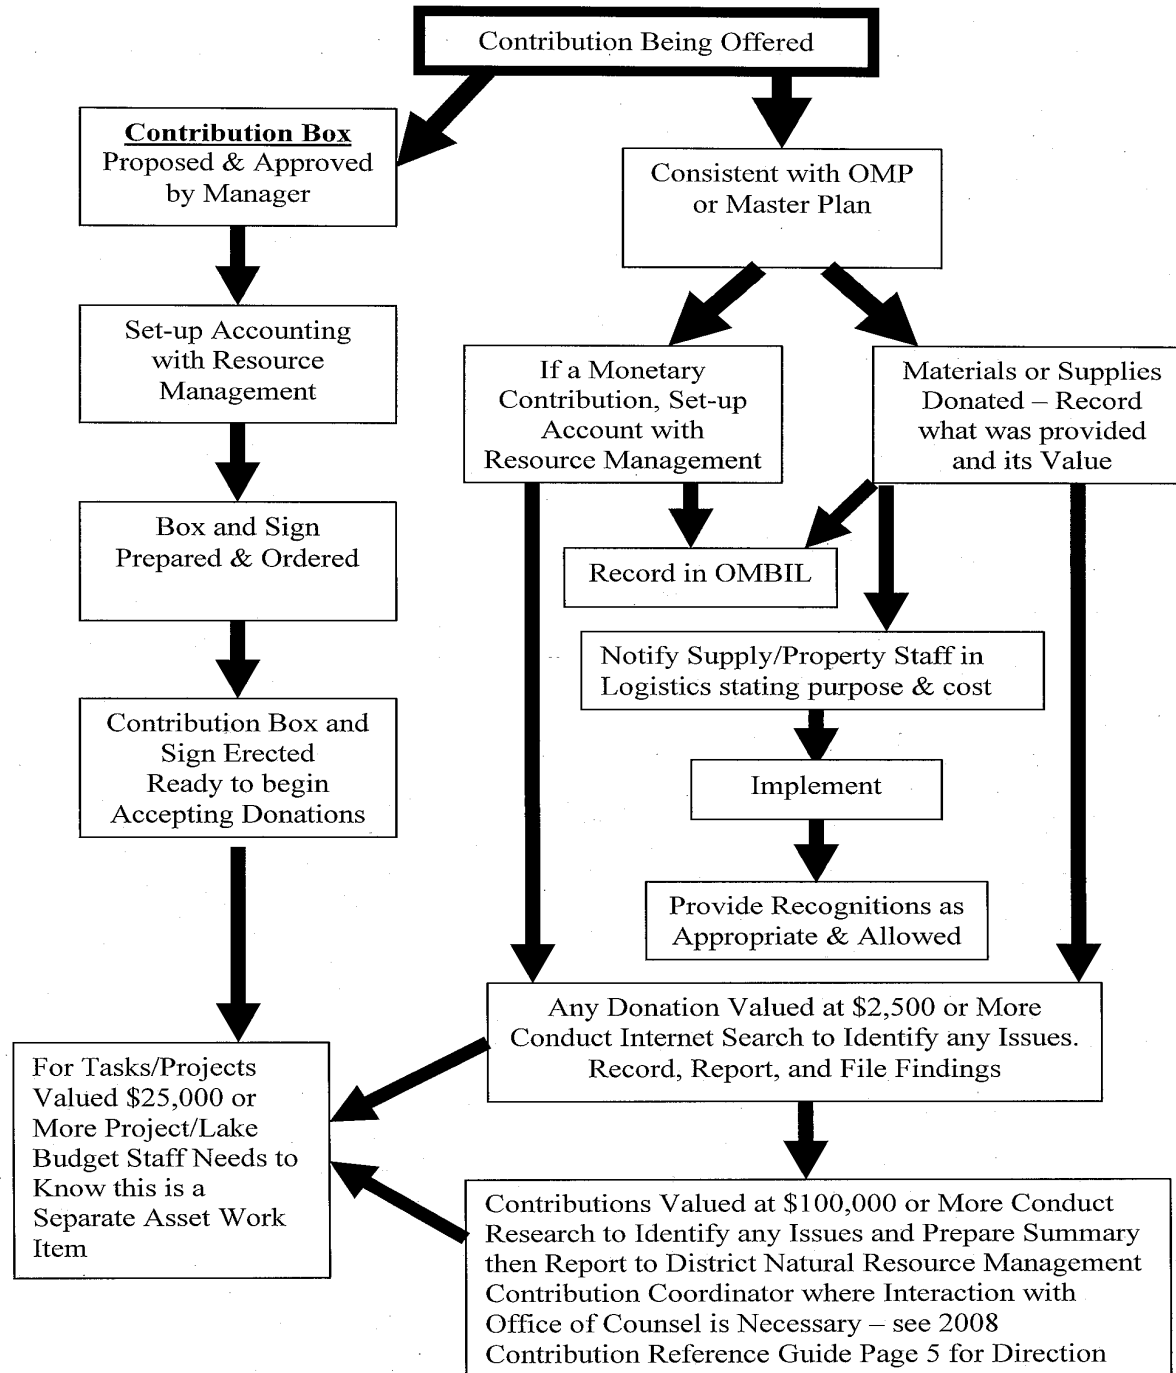 Contribution Being Offered
Contribution Box
Proposed & Approved
by Manager
Consistent with OMP
or Master Plan
Set-up Accounting
with Resource
Management
If a Monetary
Contribution, Set-up
Account with
Resource Management
Materials or Supplies
Donated – Record
what was provided
and its Value
Box and Sign
Prepared & Ordered
Record in OMBIL
Notify Supply/Property Staff in
Logistics stating purpose & cost
Contribution Box and
Sign Erected
Ready to begin
Accepting Donations
Implement
Provide Recognitions as
Appropriate & Allowed
Any Donation Valued at $2,500 or More
Conduct Internet Search to Identify any Issues.
Record, Report, and File Findings
For Tasks/Projects
Valued $25,000 or
More Project/Lake
Budget Staff Needs to
Know this is a
Separate Asset Work
Item
Contributions Valued at $100,000 or More Conduct
Research to Identify any Issues and Prepare Summary
then Report to District Natural Resource Management
Contribution Coordinator where Interaction with
Office of Counsel is Necessary – see 2008
Contribution Reference Guide Page 5 for Direction